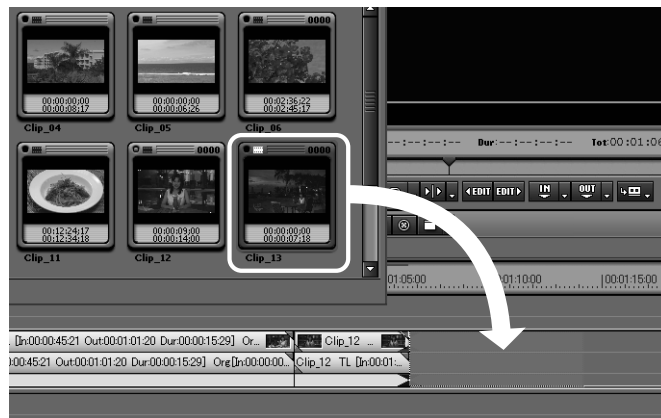 0000
00:00:00;00
00:00:08;17
00:00:00;00
00:00:06;26
00:02:36;22
00:02:45;17
Clip_04
Clip_05
Clip_06
--:--:--:-- Dur:--:--:--:-- Tot:00:01:06
0000
0000
EDIT EDIT IN OUT
00:12:24;17
00:12:34;18
00:00:09;00
00:00:14;00
00:00:00;00
00:00:07;18
Clip_11
Clip_12
Clip_13
01:05:00 01:10:00 |00:01:15:00
[In:00:00:45:21 Out:00:01:01:20 Dur:00:00:15:29] Or... Clip_12 ...
0:00:45:21 Out:00:01:01:20 Dur:00:00:15:29] Org[In:00:00:00... Clip_12 TL [In:00:01:...